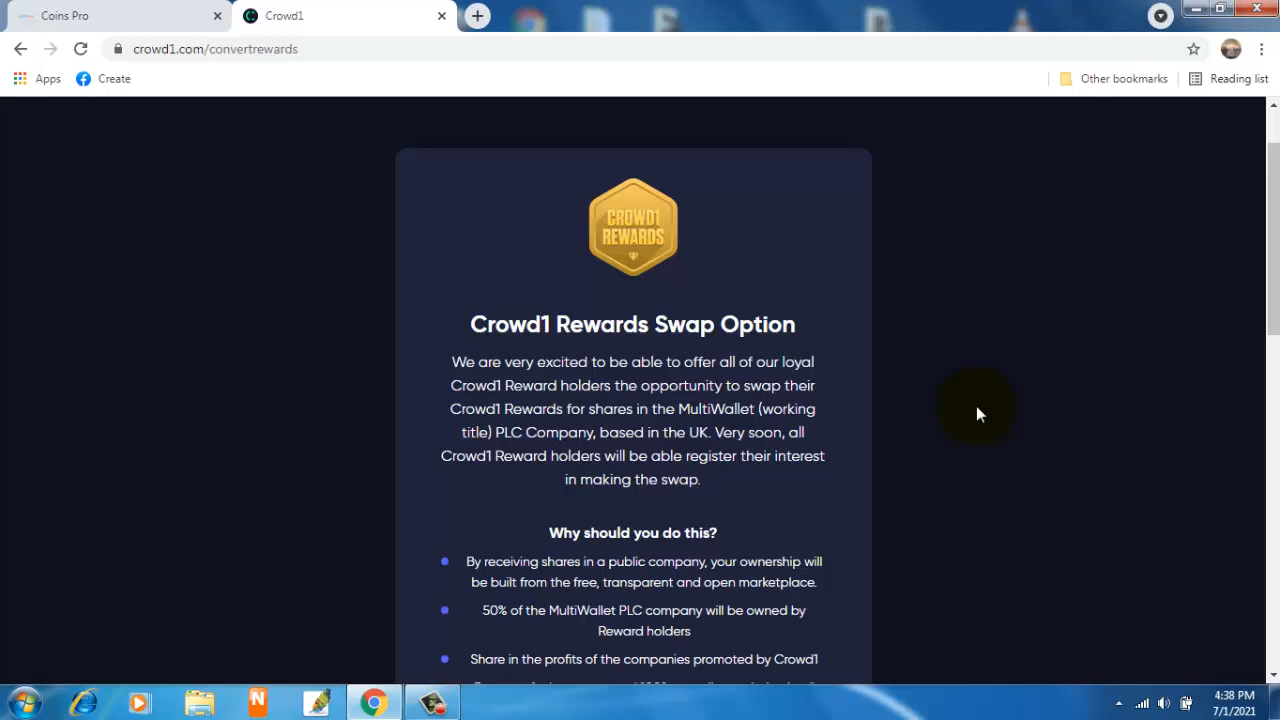 Coins Pro
Crowd1
crowd1.com/convertrewards
Apps
Create
Other bookmarks
Reading list
CROWD1
REWARDS
Crowd1 Rewards Swap Option
We are very excited to be able to offer all of our loyal
Crowd1 Reward holders the opportunity to swap their
Crowd1 Rewards for shares in the MultiWallet (working
title) PLC Company, based in the UK. Very soon, all
Crowd1 Reward holders will be able register their interest
in making the swap.
Why should you do this?
By receiving shares in a public company, your ownership will
be built from the free, transparent and open marketplace.
50% of the MultiWallet PLC company will be owned by
Reward holders
Share in the profits of the companies promoted by Crowd1
4:38 PM
7/1/2021